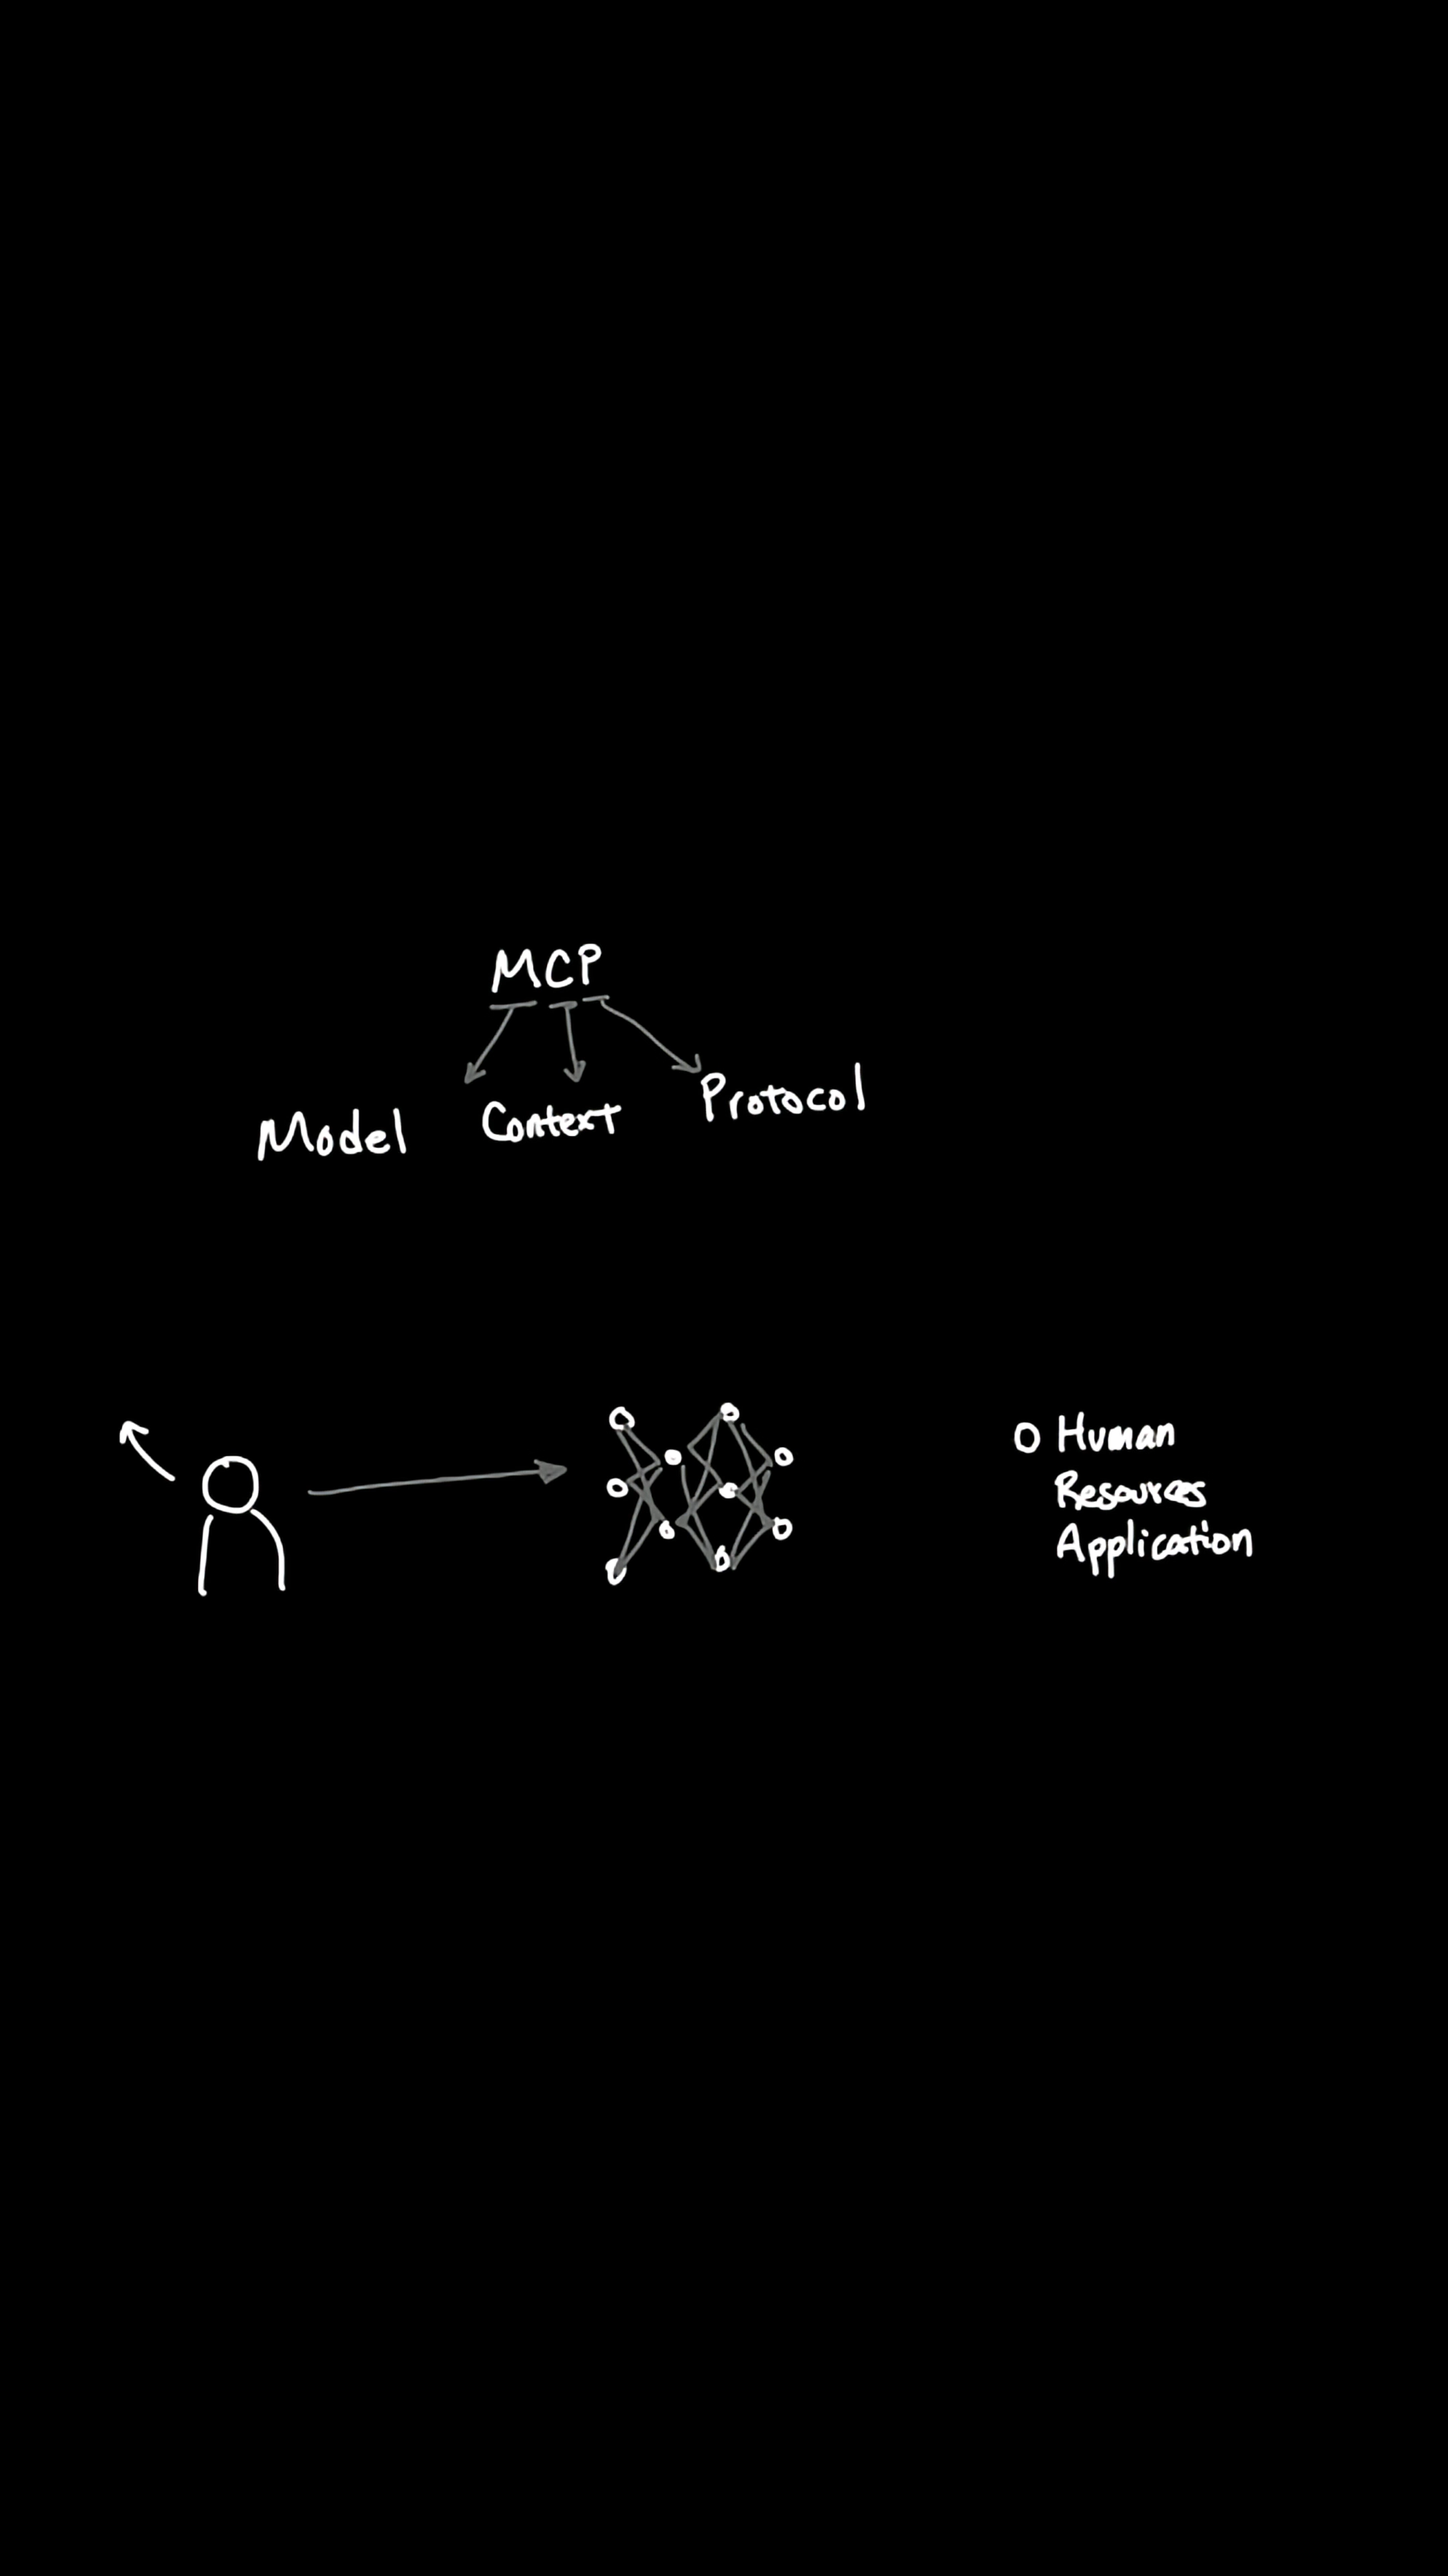 MCP
Model Context Protocol
Human
Resources
Application